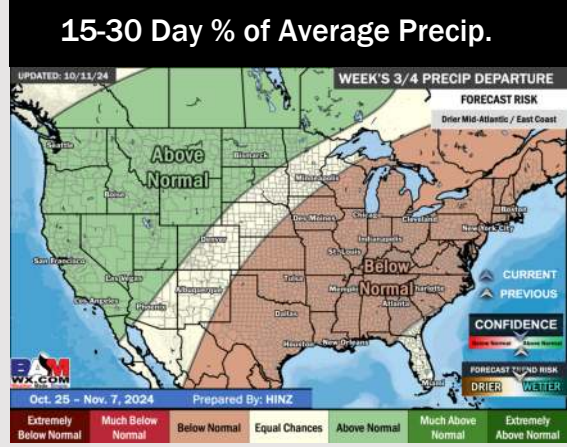 15-30 Day % of Average Precip.
UPDATED: 10/11/24
WEEK'S 3/4 PRECIP DEPARTURE
FORECAST RISK
Drier Mid-Atlantic / East Coast
Seattle
Above
Normal
Bismarck
Minneapolis
Boise
Boston
Des Moines
Chicago
Cleveland
New York City
Denver
Indianapolis
San Francisco
St. Louis
Las Vegas
Below
Normal
CURRENT
PREVIOUS
Los Angeles
Albuquerque
Tulsa
Memphis
Charlotte
Phoenix
Atlanta
Dallas
CONFIDENCE
Below Normal
Above Normal
Houston
New Orleans
FORECAST TREND RISK
DRIER
WETTER
Miami
BAM
WX.COM
Oct. 25 – Nov. 7, 2024
Prepared By: HINZ
Extremely
Below Normal
Much Below
Normal
Below Normal
Equal Chances
Above Normal
Much Above
Normal
Extremely
Above Normal